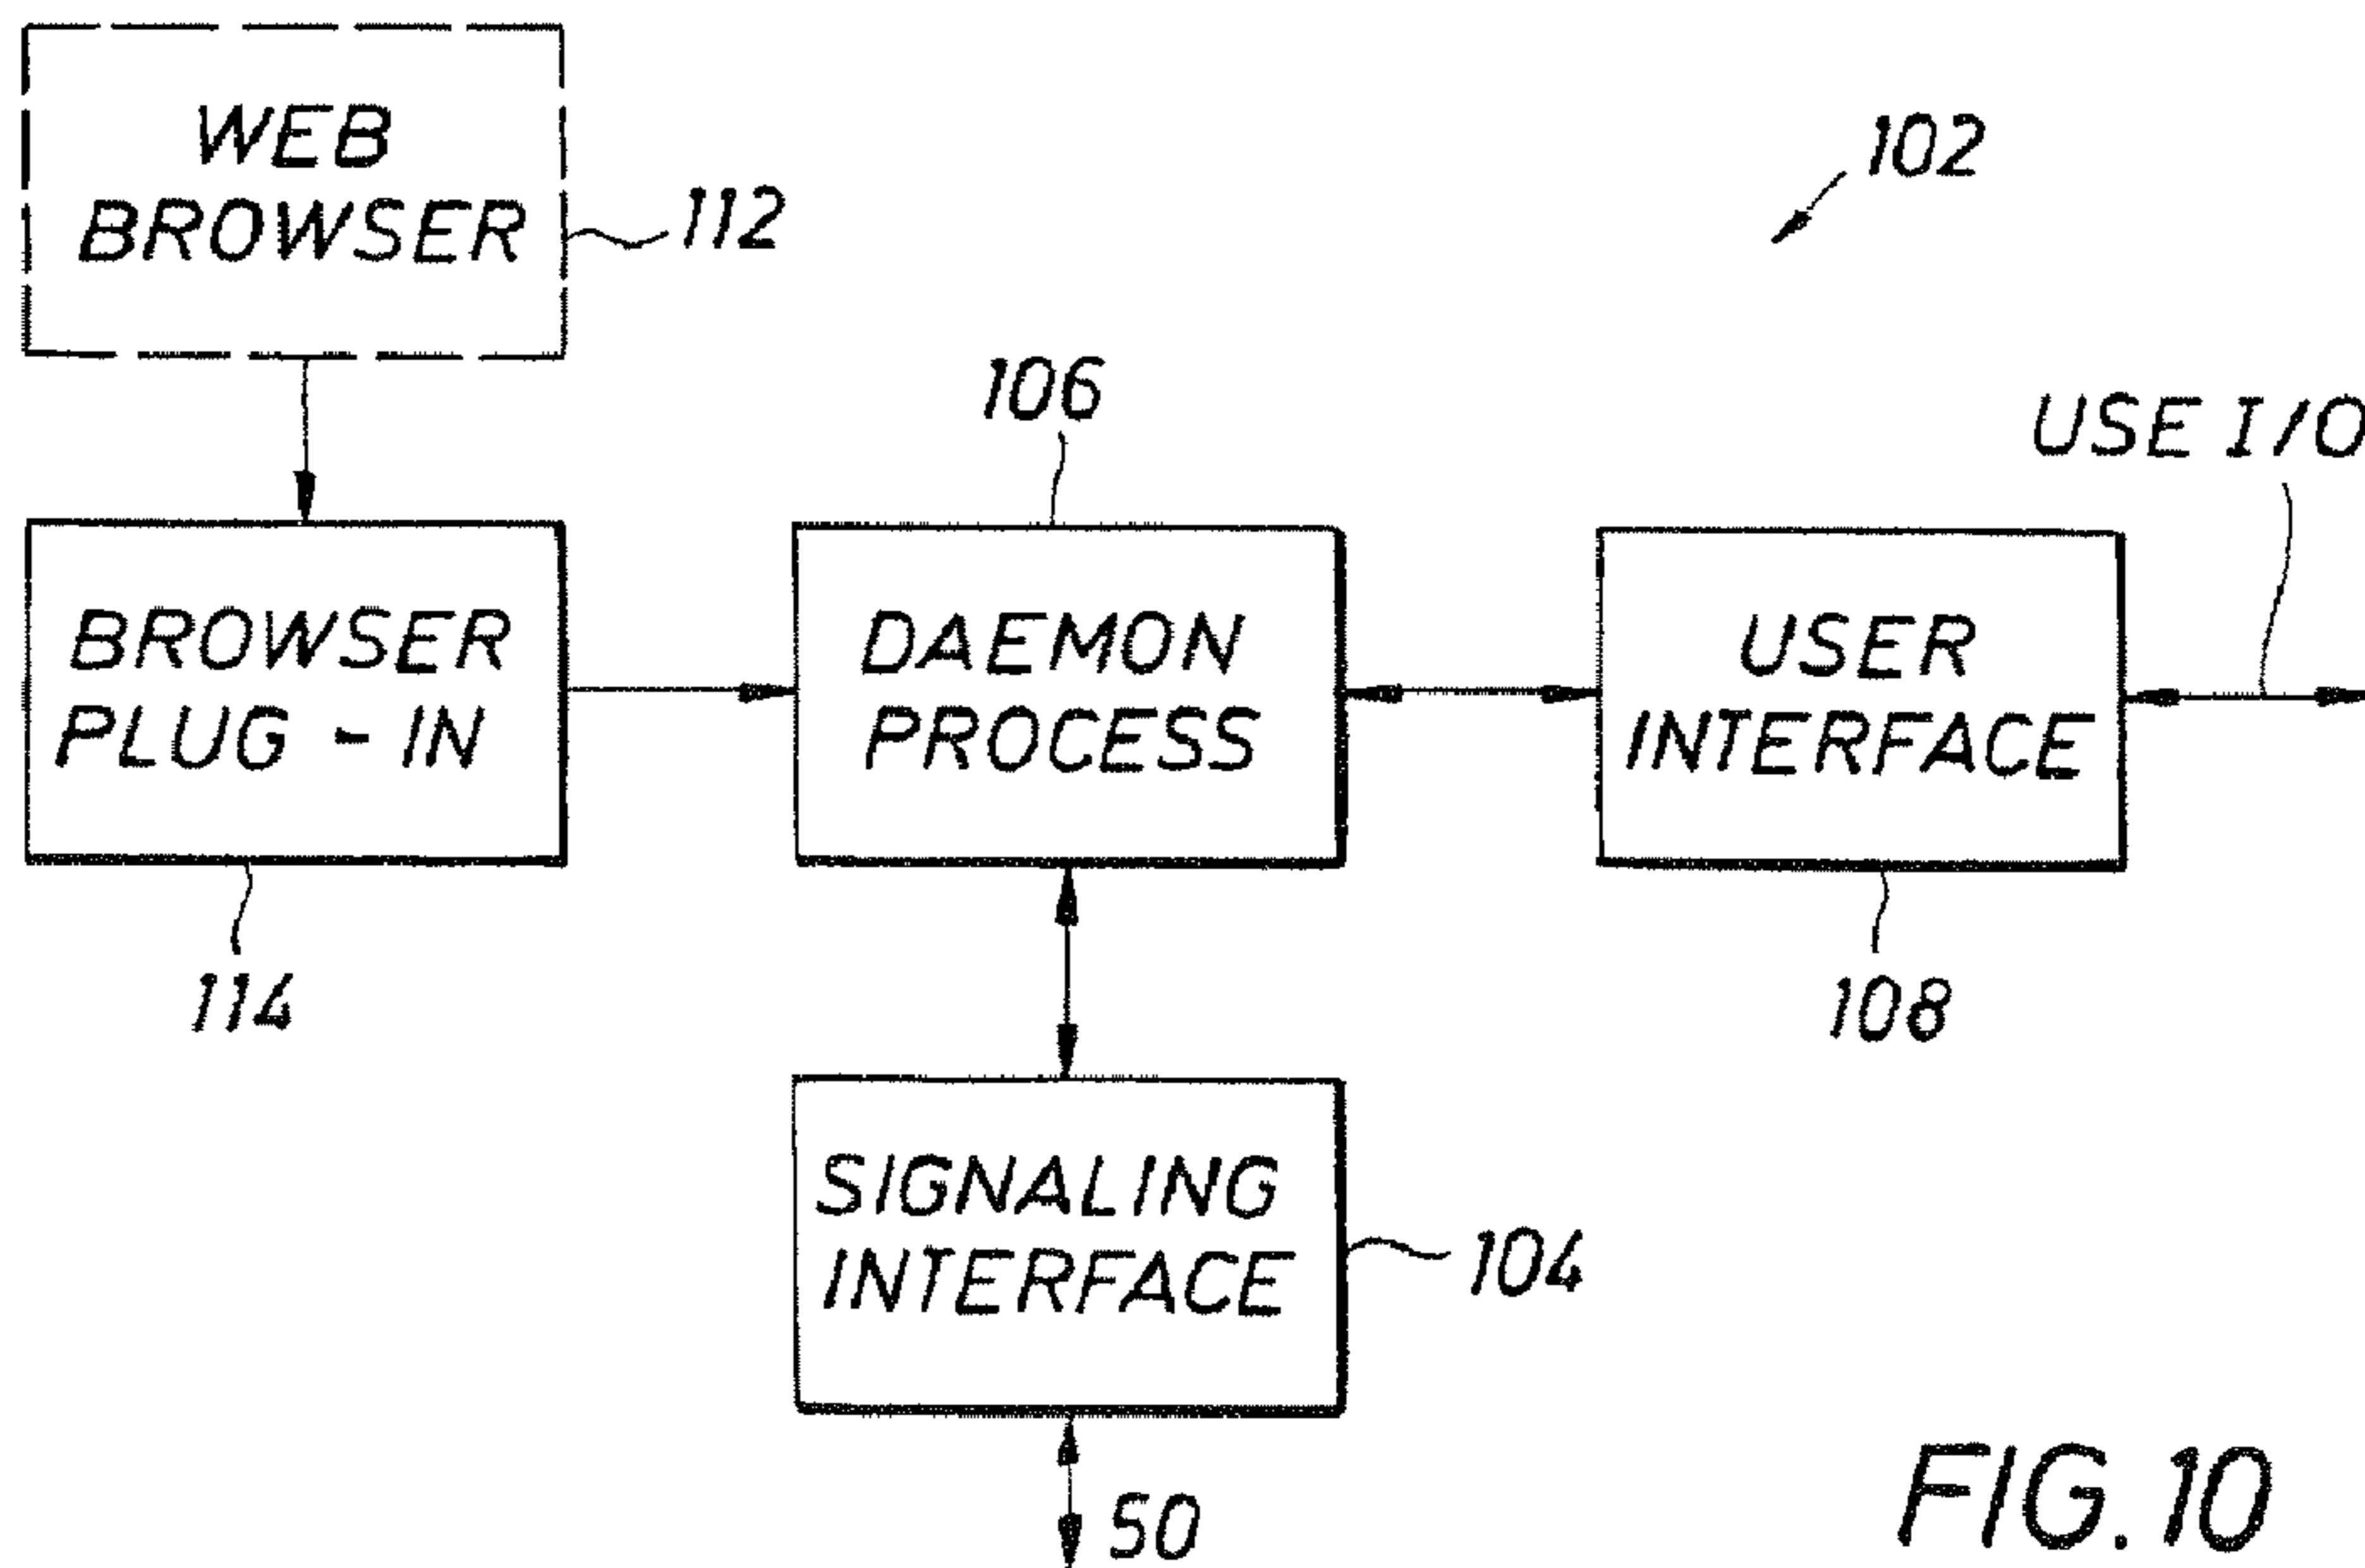 WEB
BROWSER
112
102
106
USE I/O
BROWSER
PLUG - IN
DAEMON
PROCESS
USER
INTERFACE
114
108
SIGNALING
INTERFACE
104
50
FIG. 10